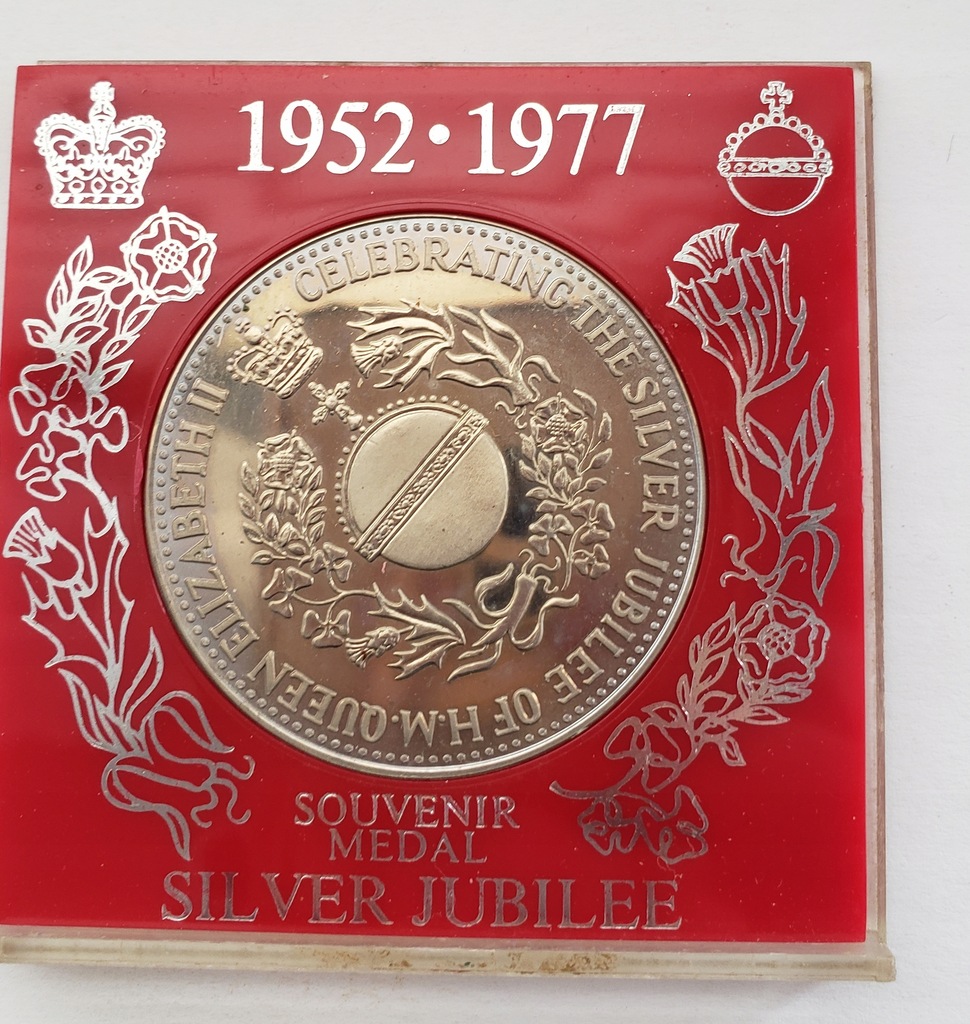 1952 · 1977
CELEBRATING THE SILVER JUBILEE OF H.M. QUEEN ELIZABETH II
SOUVENIR
MEDAL
SILVER JUBILEE